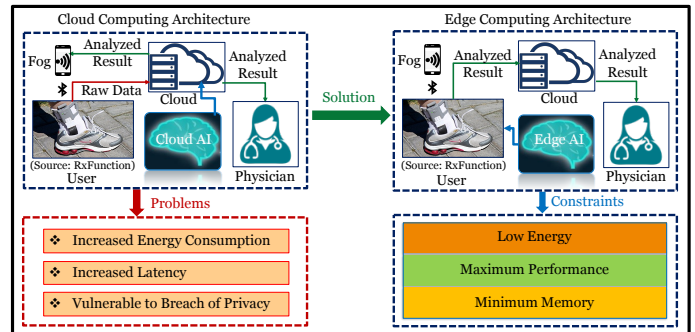 Cloud Computing Architecture
Fog
Analyzed
Result
Raw Data
Cloud
Analyzed
Result
Cloud AI
(Source: RxFunction)
User
Physician
Problems
❖ Increased Energy Consumption
❖ Increased Latency
❖ Vulnerable to Breach of Privacy
Solution
Edge Computing Architecture
Fog
Analyzed
Result
Cloud
Analyzed
Result
Edge AI
(Source: RxFunction)
User
Physician
Constraints
Low Energy
Maximum Performance
Minimum Memory